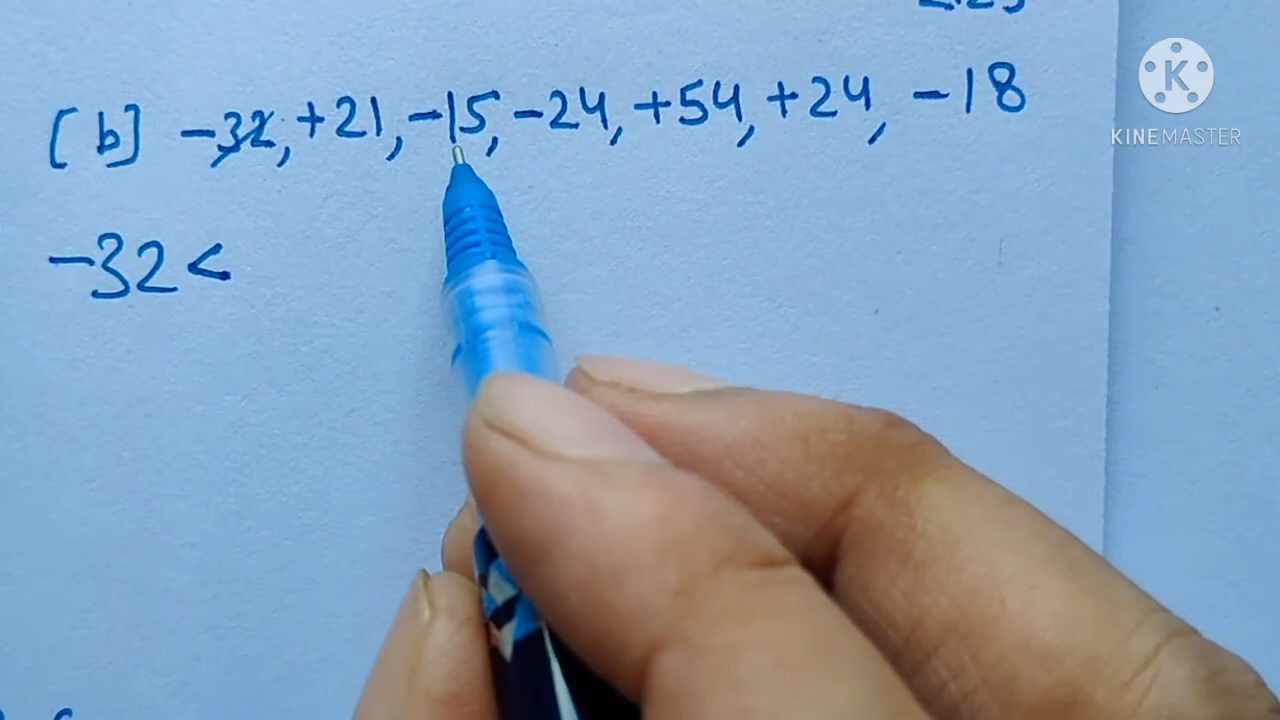 [b] -32, +21, -15, -24, +54, +24, -18
K
KINEMASTER
-32 <